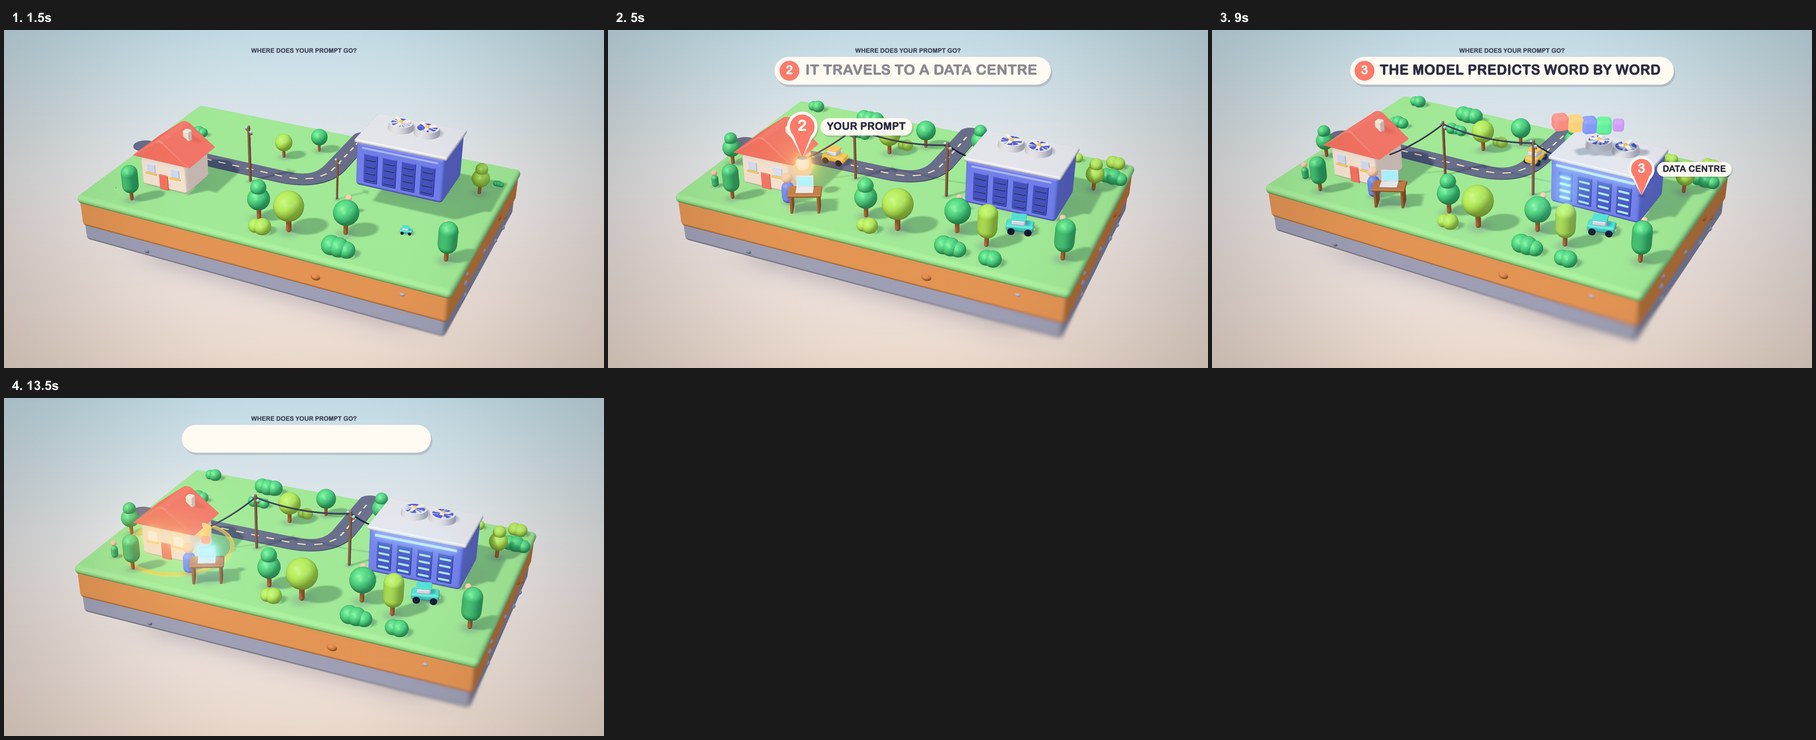 1. 1.5s
WHERE DOES YOUR PROMPT GO?
2. 5s
WHERE DOES YOUR PROMPT GO?
2 IT TRAVELS TO A DATA CENTRE
2 YOUR PROMPT
3. 9s
WHERE DOES YOUR PROMPT GO?
3 THE MODEL PREDICTS WORD BY WORD
3 DATA CENTRE
4. 13.5s
WHERE DOES YOUR PROMPT GO?